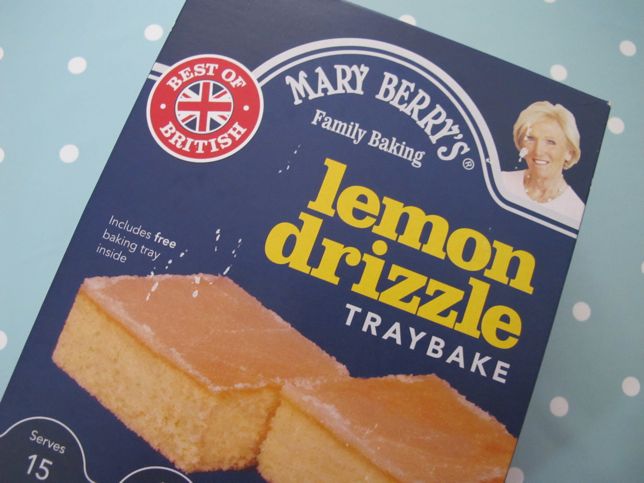 BEST OF
BRITISH
MARY BERRY'S®
Family Baking
lemon
drizzle
TRAYBAKE
Includes free
baking tray
inside
Serves
15